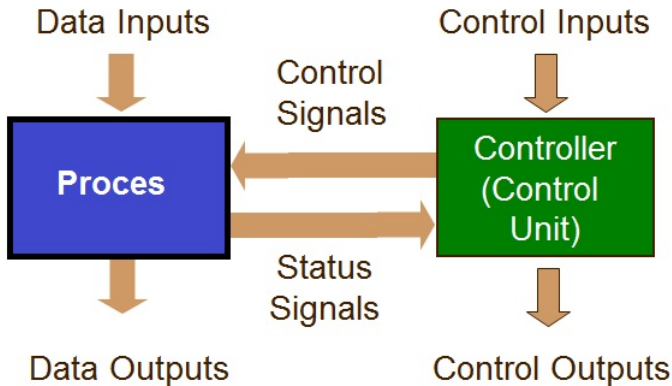 Data Inputs
Control Inputs
Control
Signals
Proces
Controller
(Control
Unit)
Status
Signals
Data Outputs
Control Outputs